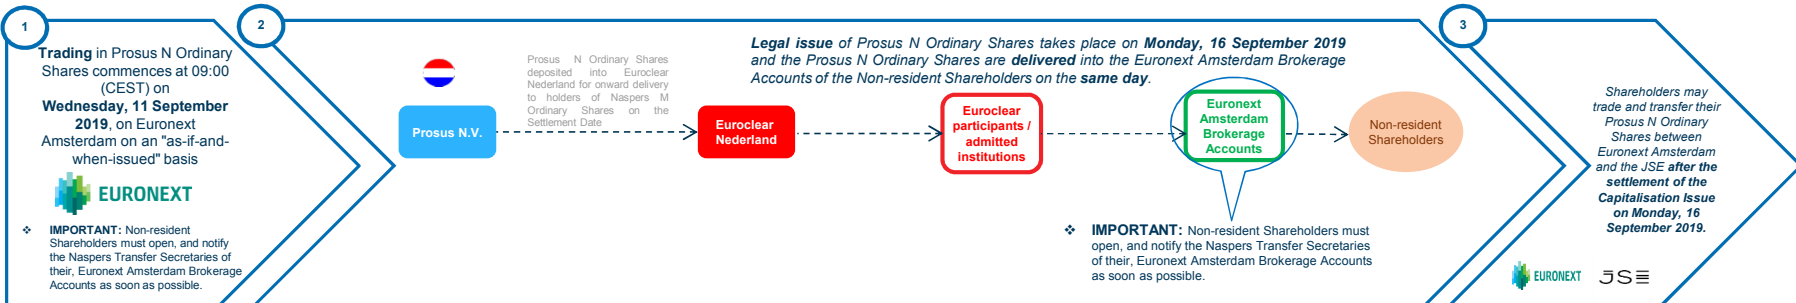 1
Trading in Prosus N Ordinary
Shares commences at 09:00
(CEST) on
Wednesday, 11 September
2019, on Euronext
Amsterdam on an "as-if-and-
when-issued" basis
EURONEXT
❖ IMPORTANT: Non-resident
Shareholders must open, and notify
the Naspers Transfer Secretaries of
their, Euronext Amsterdam Brokerage
Accounts as soon as possible.
2
Prosus N.V.
Prosus N Ordinary Shares
deposited into Euroclear
Nederland for onward delivery
to holders of Naspers M
Ordinary Shares on the
Settlement Date
Legal issue of Prosus N Ordinary Shares takes place on Monday, 16 September 2019
and the Prosus N Ordinary Shares are delivered into the Euronext Amsterdam Brokerage
Accounts of the Non-resident Shareholders on the same day.
Euroclear
Nederland
Euroclear
participants /
admitted
institutions
Euronext
Amsterdam
Brokerage
Accounts
Non-resident
Shareholders
❖ IMPORTANT: Non-resident Shareholders must
open, and notify the Naspers Transfer Secretaries
of their, Euronext Amsterdam Brokerage Accounts
as soon as possible.
3
Shareholders may
trade and transfer their
Prosus N Ordinary
Shares between
Euronext Amsterdam
and the JSE after the
settlement of the
Capitalisation Issue
on Monday, 16
September 2019.
EURONEXT
JSE